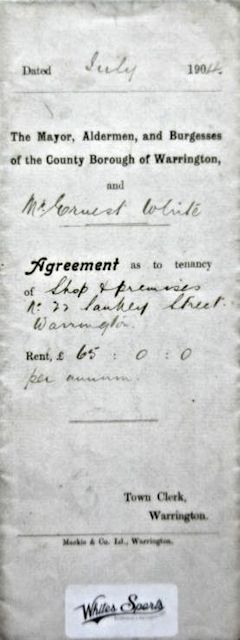 Dated July 1904.
The Mayor, Aldermen, and Burgesses
of the County Borough of Warrington,
and
Mr Ernest White
Agreement as to tenancy
of Shop & premises
No 22 Sankey Street.
Warrington.
Rent, £ 65 : 0 : 0
per annum.
Town Clerk,
Warrington.
Mackie & Co. Ld., Warrington.
Whites Sports